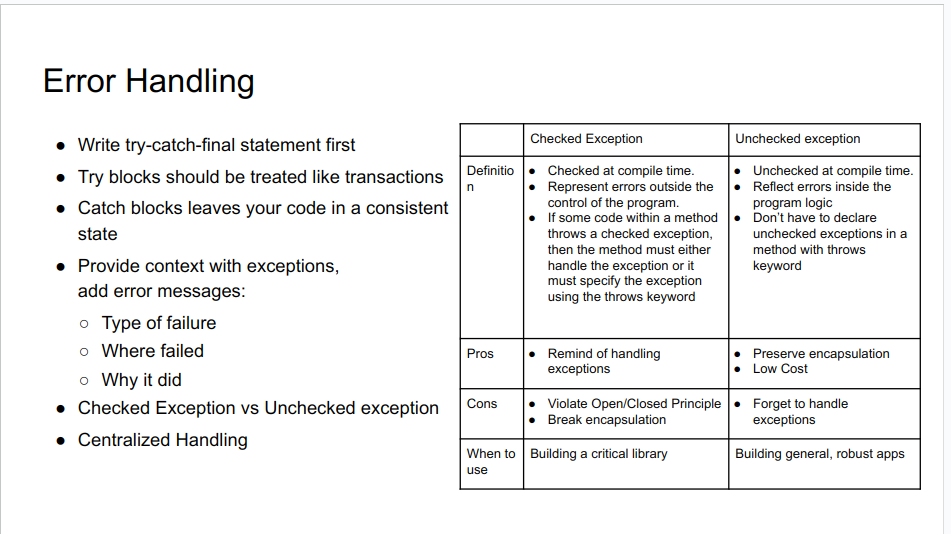 Error Handling
● Write try-catch-final statement first
● Try blocks should be treated like transactions
● Catch blocks leaves your code in a consistent
state
● Provide context with exceptions,
add error messages:
○ Type of failure
○ Where failed
○ Why it did
● Checked Exception vs Unchecked exception
● Centralized Handling
Checked Exception
Unchecked exception
Definitio
n
● Checked at compile time.
● Represent errors outside the
control of the program.
● If some code within a method
throws a checked exception,
then the method must either
handle the exception or it
must specify the exception
using the throws keyword
● Unchecked at compile time.
● Reflect errors inside the
program logic
● Don’t have to declare
unchecked exceptions in a
method with throws
keyword
Pros
● Remind of handling
exceptions
● Preserve encapsulation
● Low Cost
Cons
● Violate Open/Closed Principle
● Break encapsulation
● Forget to handle
exceptions
When to
use
Building a critical library
Building general, robust apps